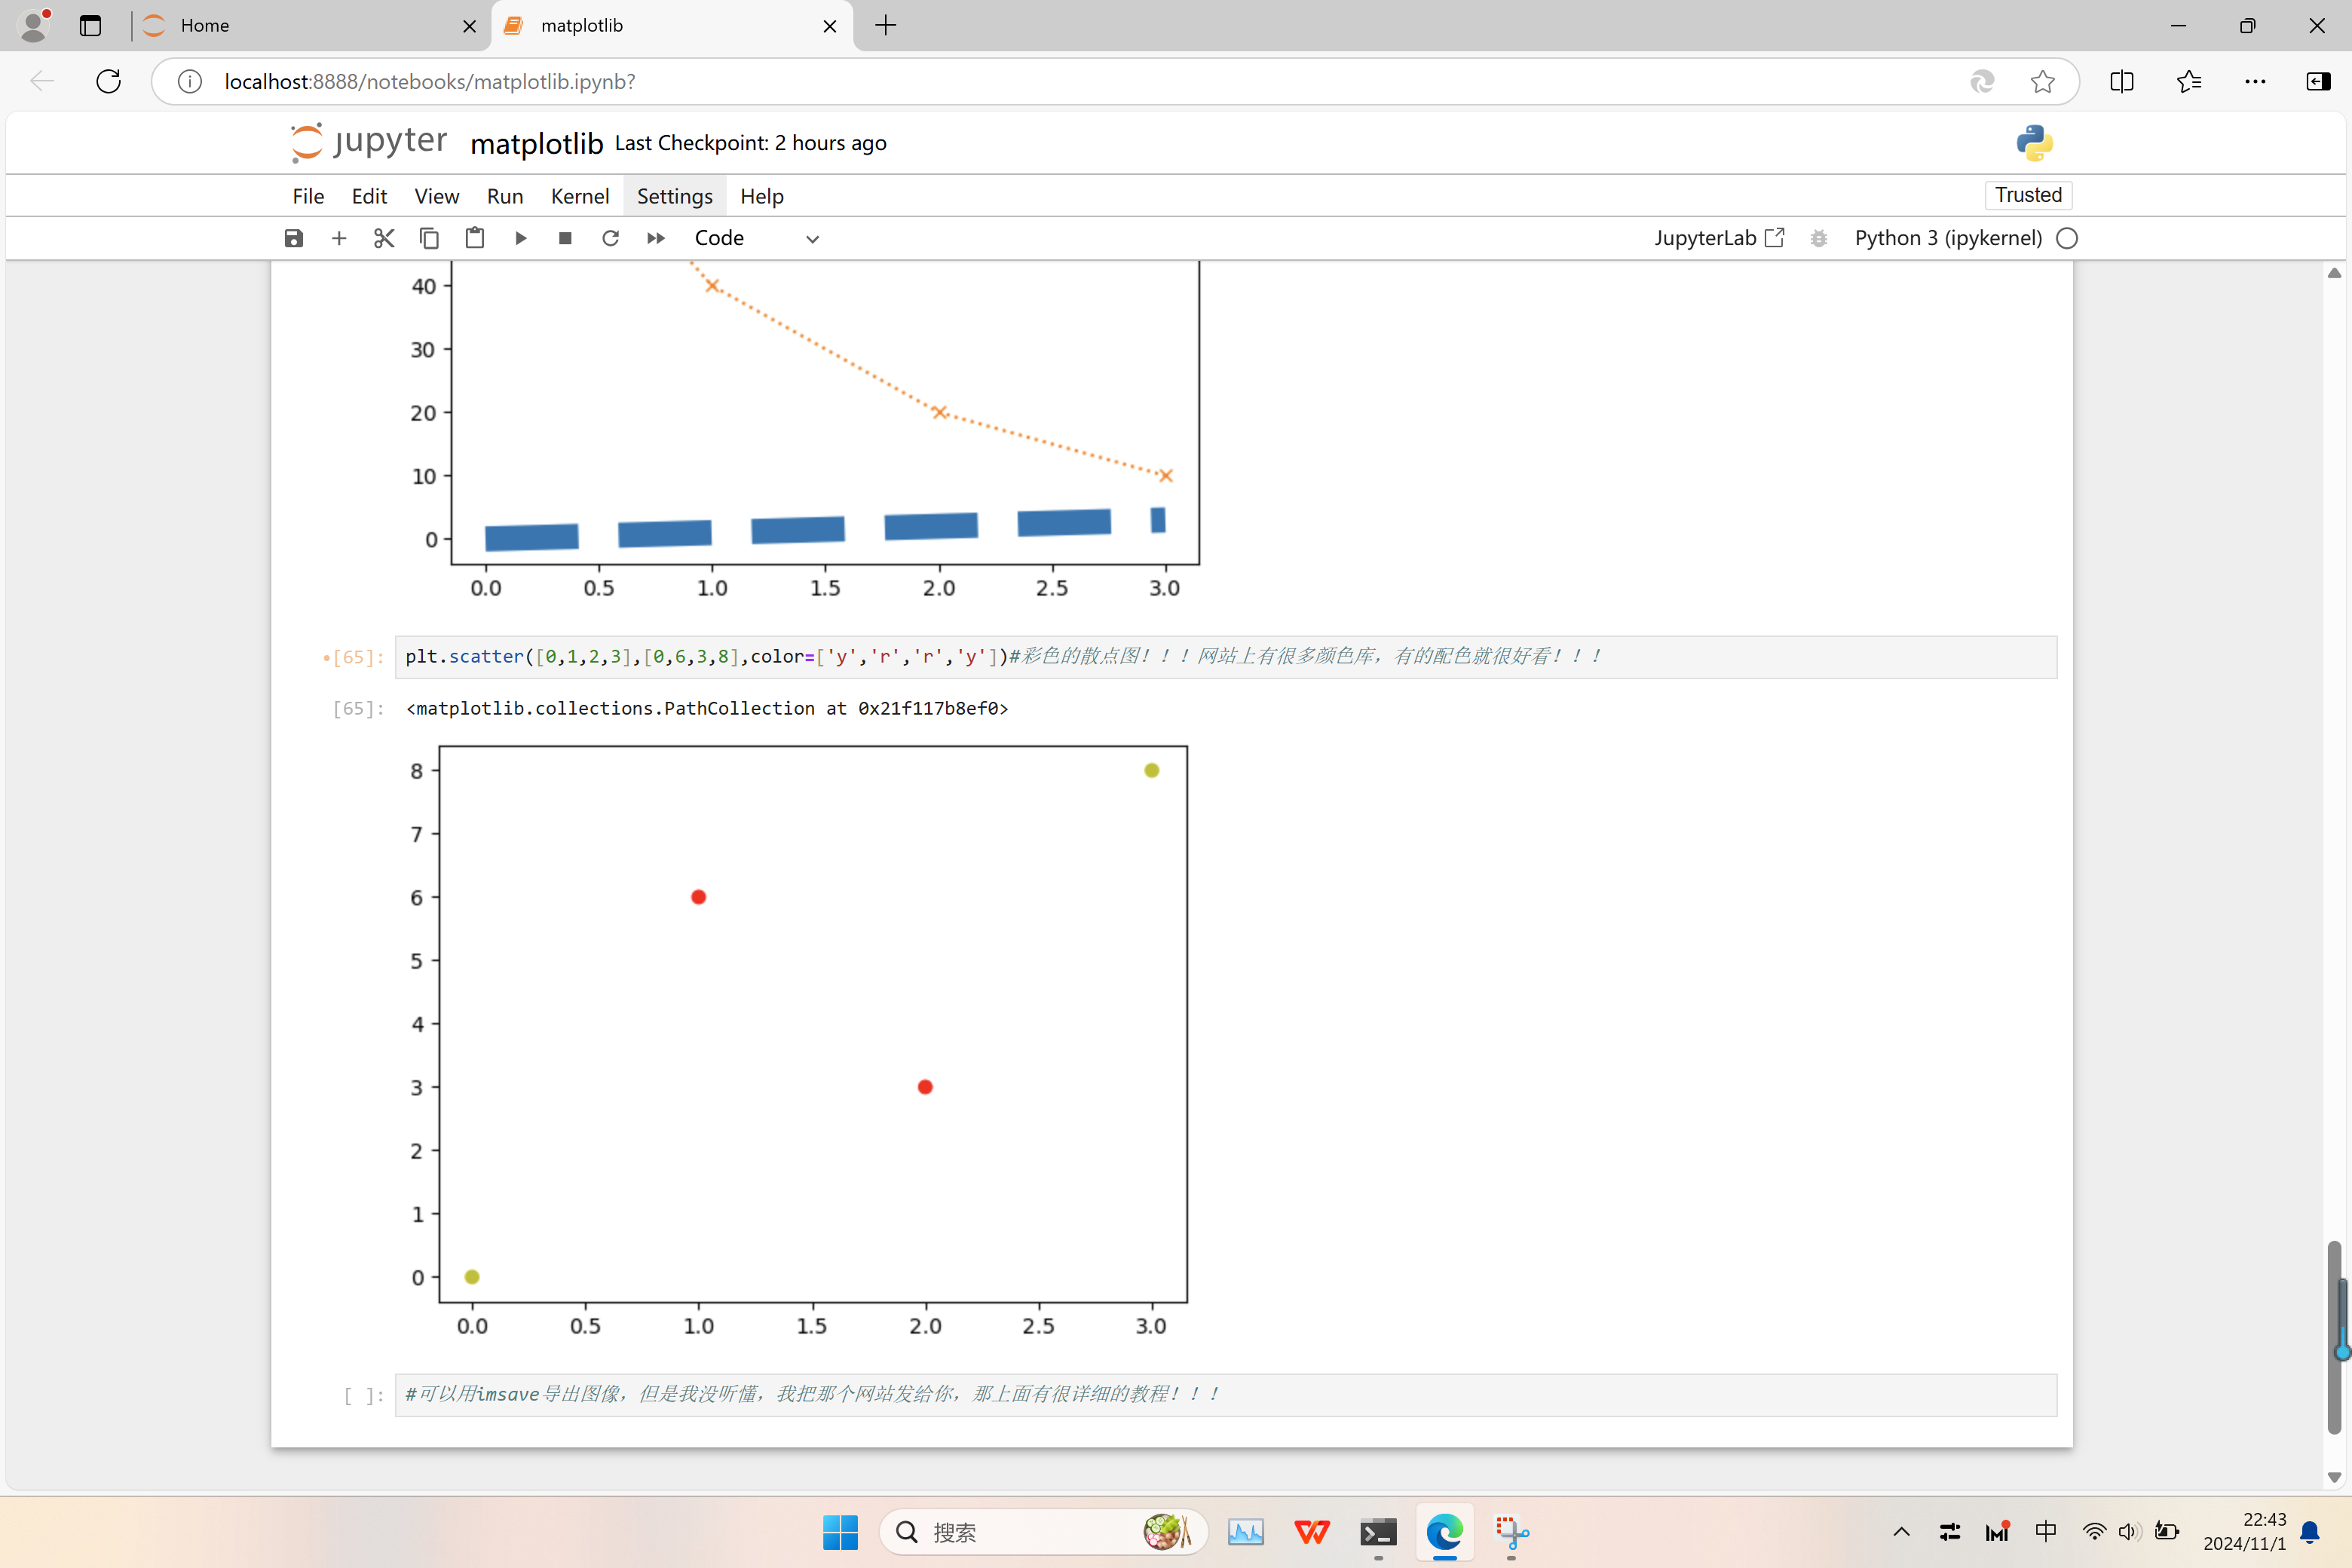 Home
matplotlib
localhost:8888/notebooks/matplotlib.ipynb?
jupyter matplotlib Last Checkpoint: 2 hours ago
File Edit View Run Kernel Settings Help
Trusted
Code
JupyterLab
Python 3 (ipykernel)
40
30
20
10
0
0.0 0.5 1.0 1.5 2.0 2.5 3.0
[65]: plt.scatter([0,1,2,3],[0,6,3,8],color=['y','r','r','y'])#彩色的散点图！！！网站上有很多颜色库，有的配色就很好看！！！
[65]: <matplotlib.collections.PathCollection at 0x21f117b8ef0>
8
7
6
5
4
3
2
1
0
0.0 0.5 1.0 1.5 2.0 2.5 3.0
[ ]: #可以用imsave导出图像，但是我没听懂，我把那个网站发给你，那上面有很详细的教程！！！
搜索
中
22:43
2024/11/1